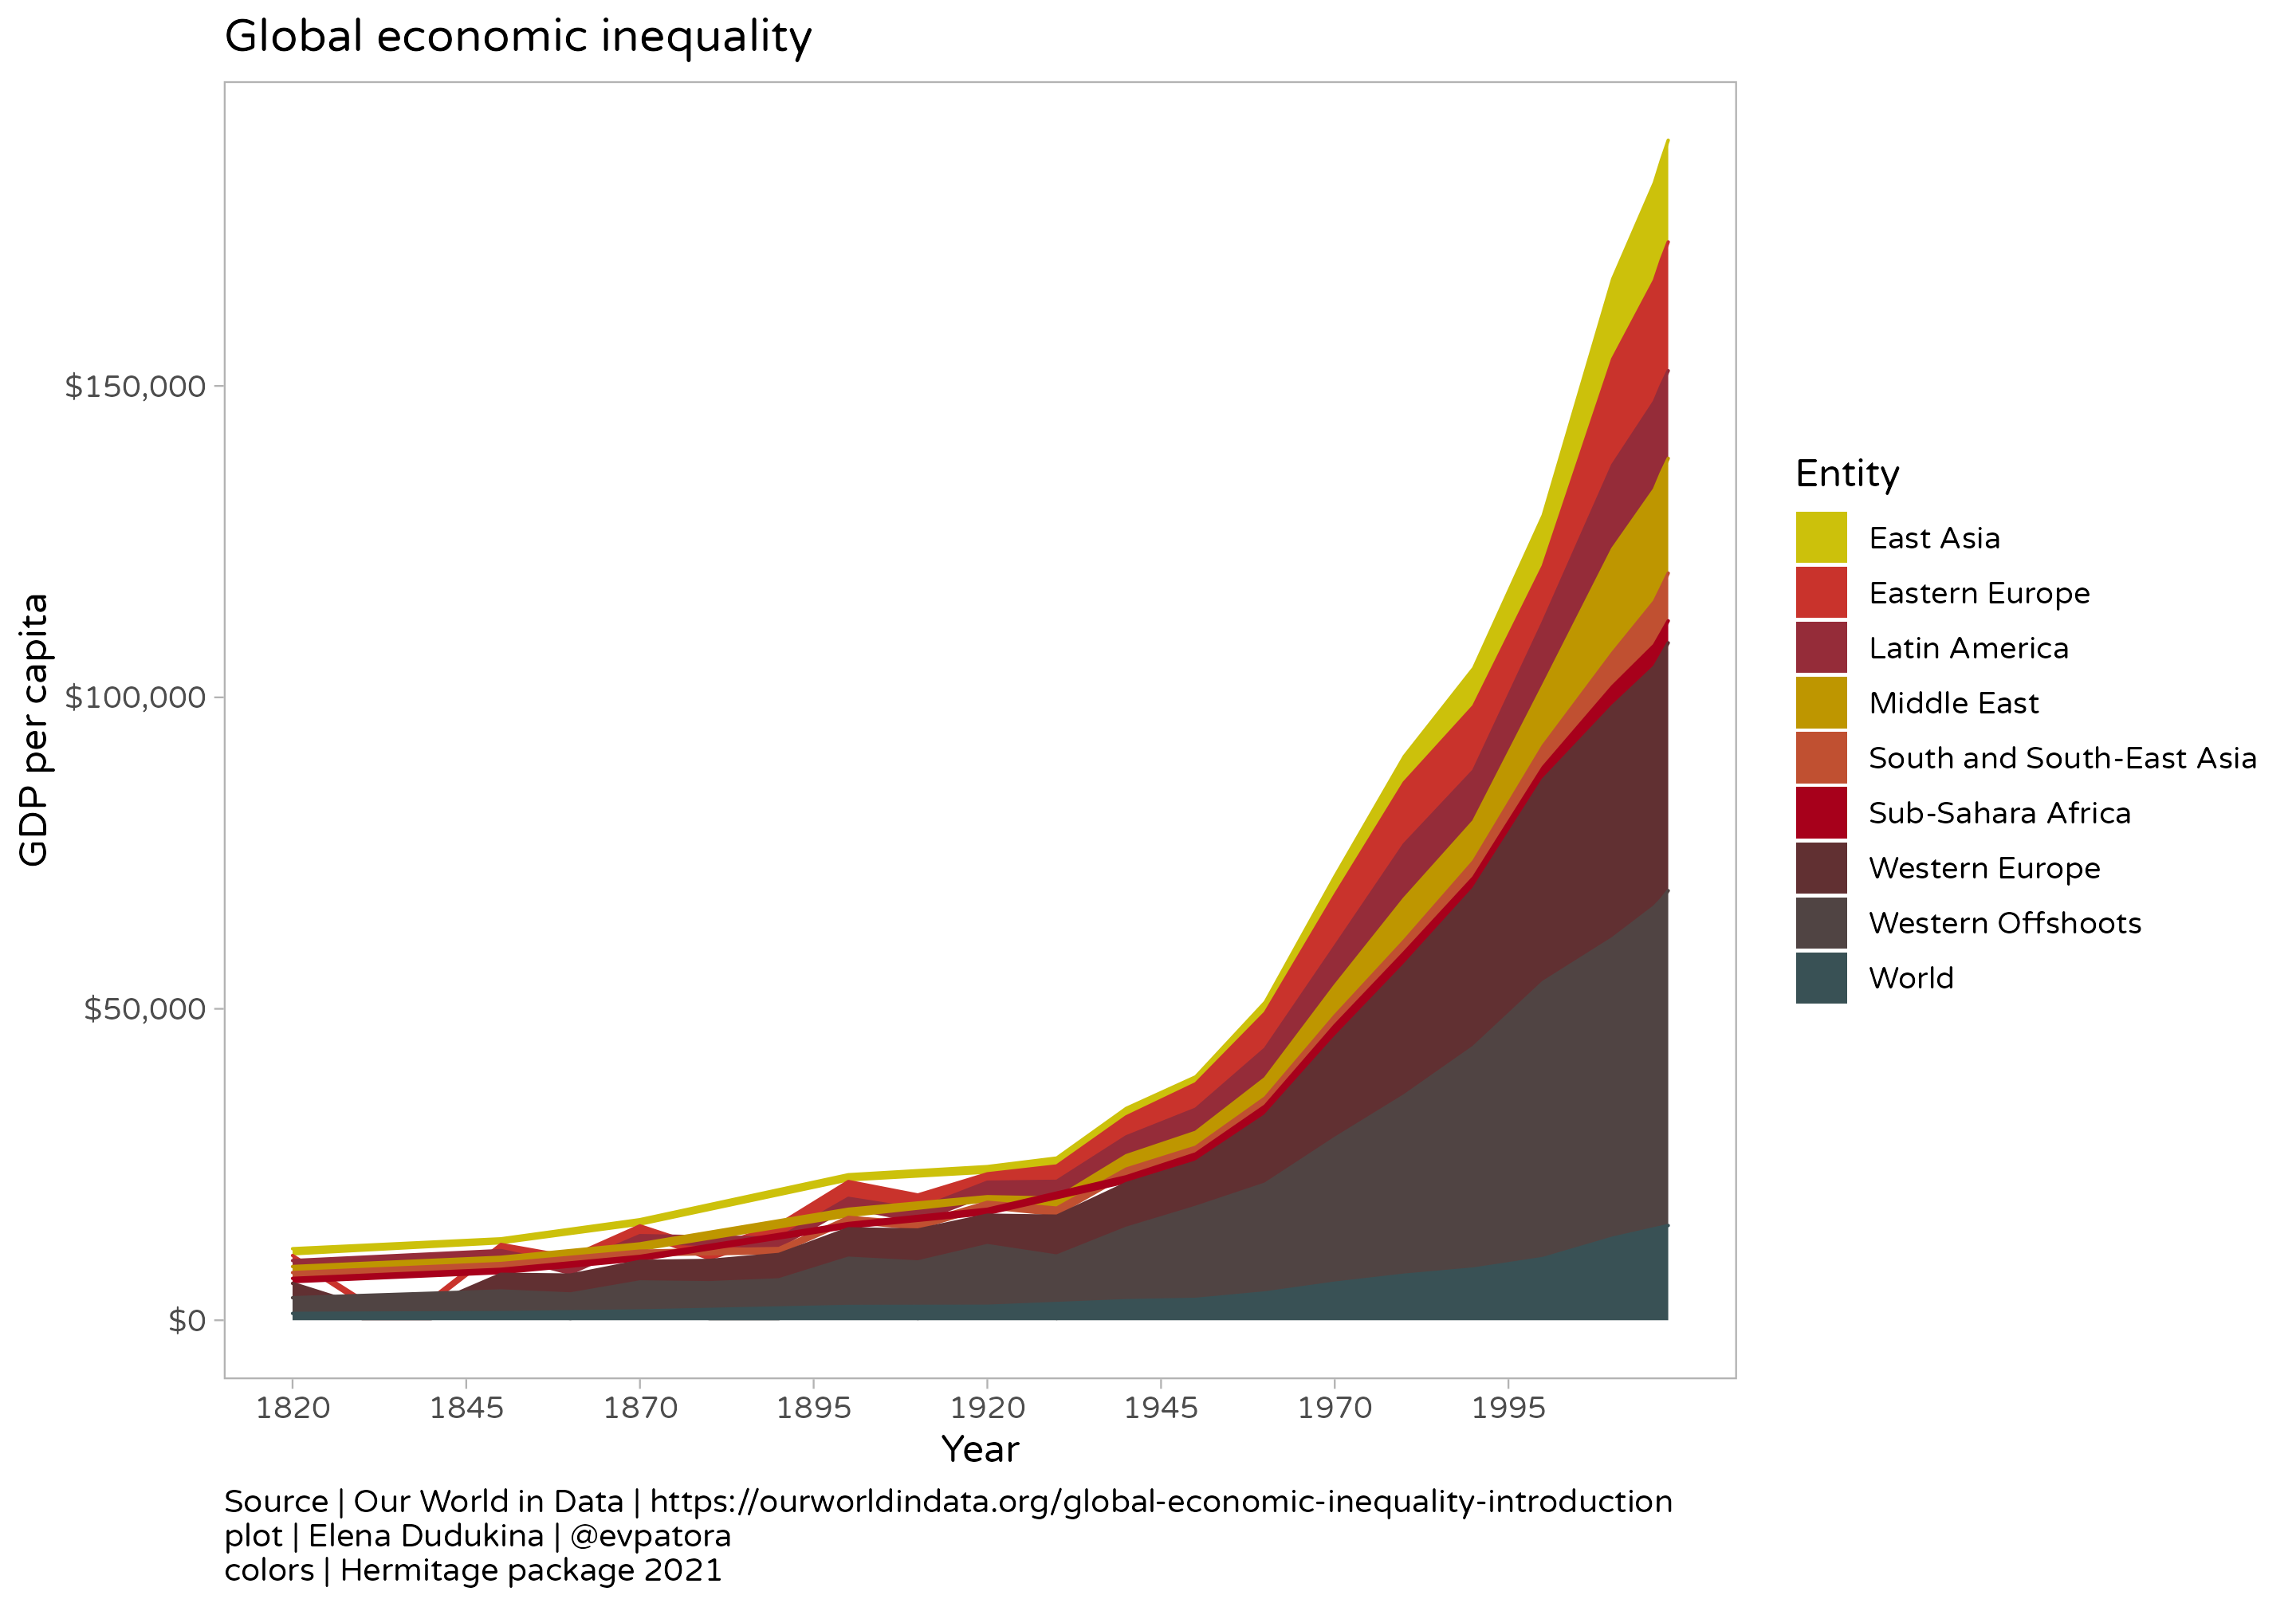 Global economic inequality
$150,000
$100,000
$50,000
$0
GDP per capita
1820 1845 1870 1895 1920 1945 1970 1995
Year
Entity
East Asia
Eastern Europe
Latin America
Middle East
South and South-East Asia
Sub-Sahara Africa
Western Europe
Western Offshoots
World
Source | Our World in Data | https://ourworldindata.org/global-economic-inequality-introduction
plot | Elena Dudukina | @evpatora
colors | Hermitage package 2021